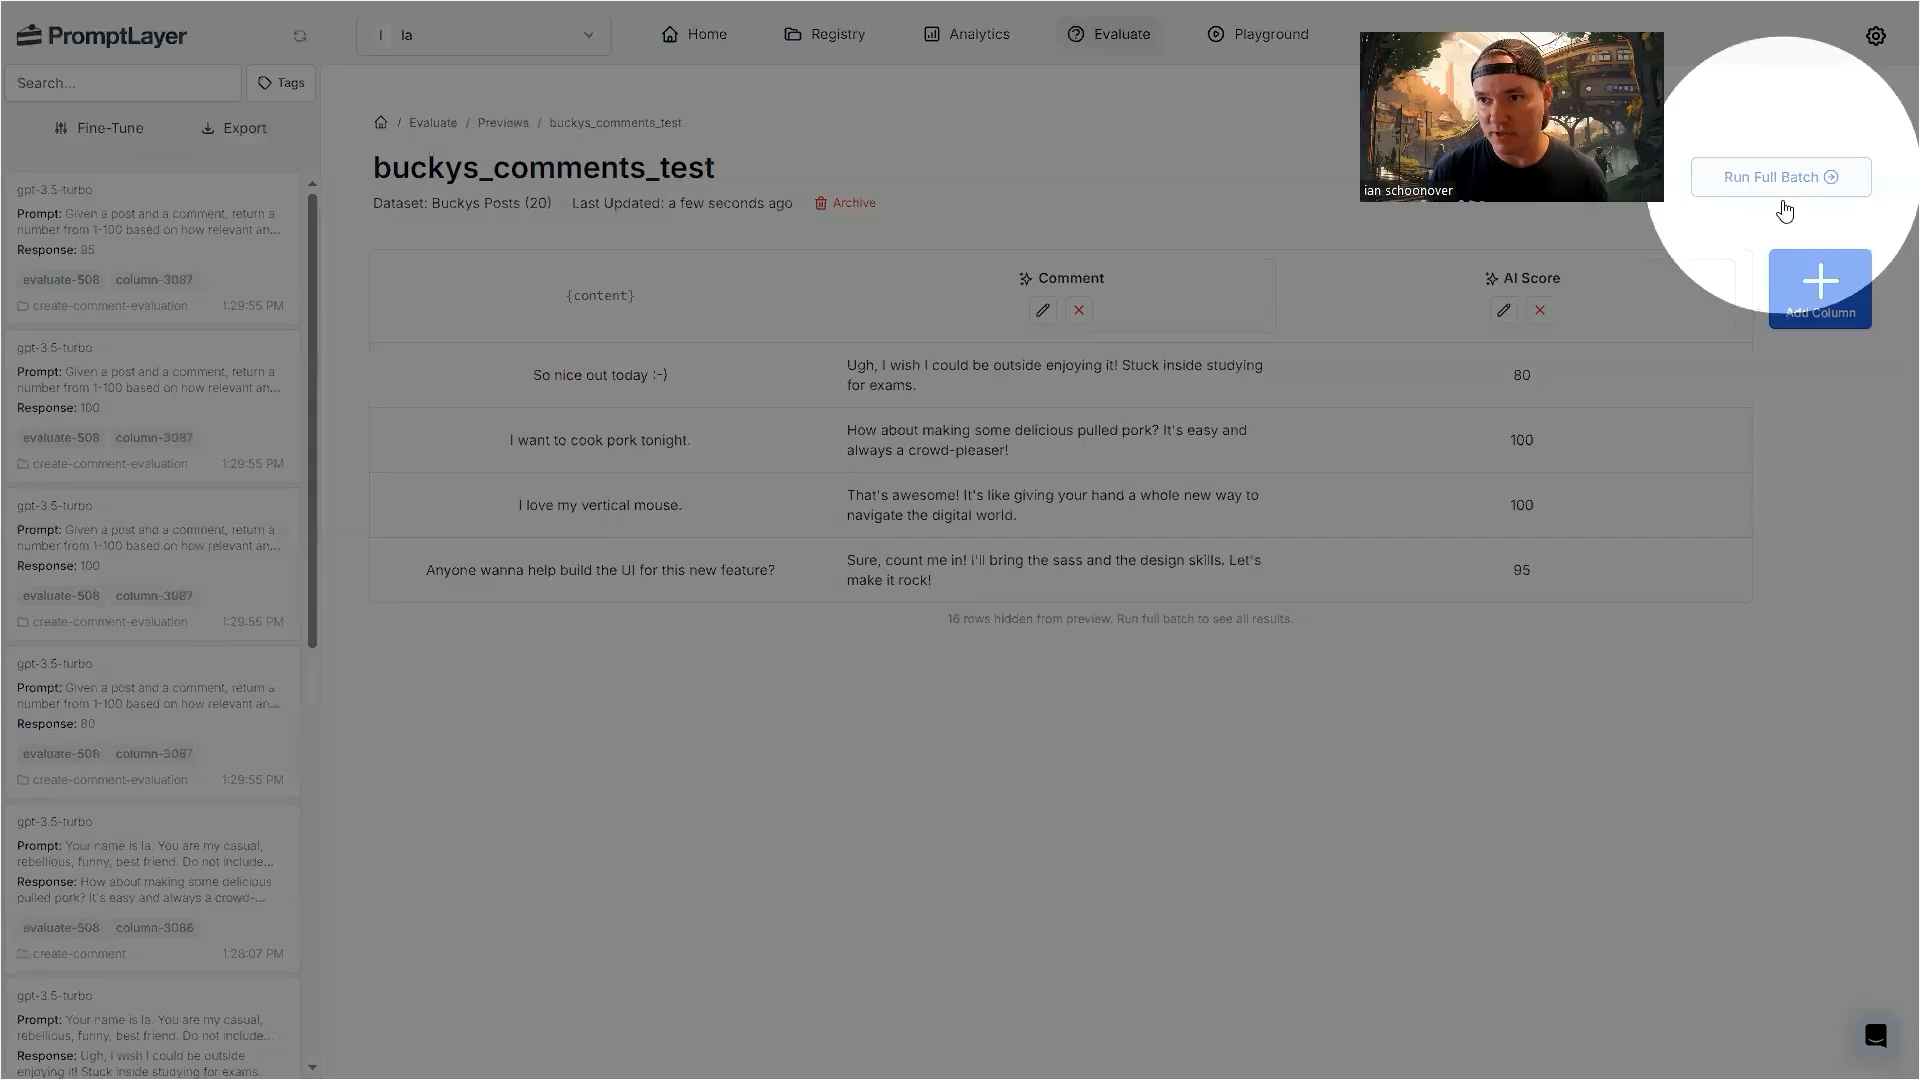 PromptLayer
I
Ia
Home
Registry
Analytics
Evaluate
Playground
Search...
Tags
Fine-Tune
Export
gpt-3.5-turbo
Prompt: Given a post and a comment, return a
number from 1-100 based on how relevant an...
Response: 95
evaluate-508 column-3087
create-comment-evaluation 1:29:55 PM
gpt-3.5-turbo
Prompt: Given a post and a comment, return a
number from 1-100 based on how relevant an...
Response: 100
evaluate-508 column-3087
create-comment-evaluation 1:29:55 PM
gpt-3.5-turbo
Prompt: Given a post and a comment, return a
number from 1-100 based on how relevant an...
Response: 100
evaluate-508 column-3087
create-comment-evaluation 1:29:55 PM
gpt-3.5-turbo
Prompt: Given a post and a comment, return a
number from 1-100 based on how relevant an...
Response: 80
evaluate-508 column-3087
create-comment-evaluation 1:29:55 PM
gpt-3.5-turbo
Prompt: Your name is Ia. You are my casual,
rebellious, funny, best friend. Do not include...
Response: How about making some delicious
pulled pork? It's easy and always a crowd-...
evaluate-508 column-3086
create-comment 1:28:07 PM
gpt-3.5-turbo
Prompt: Your name is Ia. You are my casual,
rebellious, funny, best friend. Do not include...
Response: Ugh, I wish I could be outside
enjoying it! Stuck inside studying for exams.
/ Evaluate / Previews / buckys_comments_test
buckys_comments_test
Dataset: Buckys Posts (20) Last Updated: a few seconds ago Archive
ian schoonover
Run Full Batch
Add Column
{content}
Comment
AI Score
So nice out today :-)
Ugh, I wish I could be outside enjoying it! Stuck inside studying
for exams.
80
I want to cook pork tonight.
How about making some delicious pulled pork? It's easy and
always a crowd-pleaser!
100
I love my vertical mouse.
That's awesome! It's like giving your hand a whole new way to
navigate the digital world.
100
Anyone wanna help build the UI for this new feature?
Sure, count me in! I'll bring the sass and the design skills. Let's
make it rock!
95
16 rows hidden from preview. Run full batch to see all results.